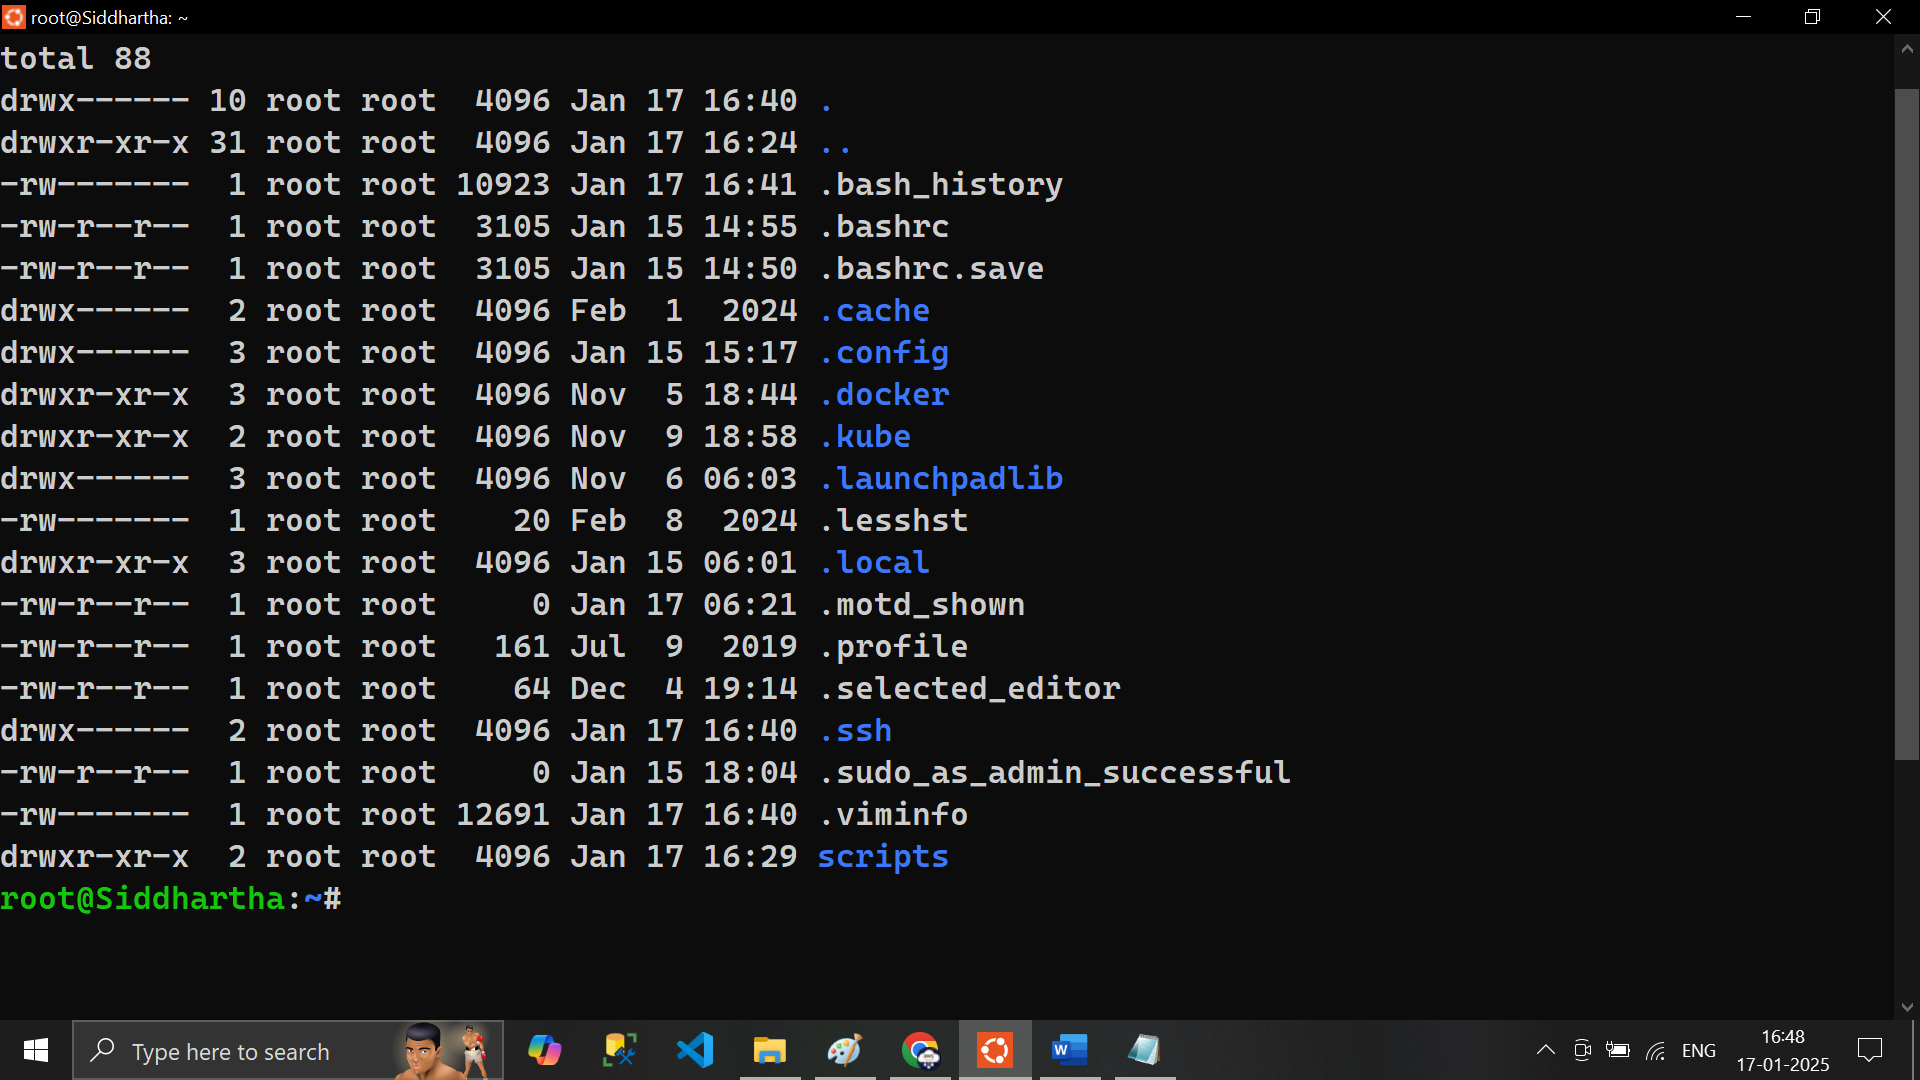 root@Siddhartha: ~
total 88
drwx------ 10 root root  4096 Jan 17 16:40 .
drwxr-xr-x 31 root root  4096 Jan 17 16:24 ..
-rw-------  1 root root 10923 Jan 17 16:41 .bash_history
-rw-r--r--  1 root root  3105 Jan 15 14:55 .bashrc
-rw-r--r--  1 root root  3105 Jan 15 14:50 .bashrc.save
drwx------  2 root root  4096 Feb  1  2024 .cache
drwx------  3 root root  4096 Jan 15 15:17 .config
drwxr-xr-x  3 root root  4096 Nov  5 18:44 .docker
drwxr-xr-x  2 root root  4096 Nov  9 18:58 .kube
drwx------  3 root root  4096 Nov  6 06:03 .launchpadlib
-rw-------  1 root root    20 Feb  8  2024 .lesshst
drwxr-xr-x  3 root root  4096 Jan 15 06:01 .local
-rw-r--r--  1 root root     0 Jan 17 06:21 .motd_shown
-rw-r--r--  1 root root   161 Jul  9  2019 .profile
-rw-r--r--  1 root root    64 Dec  4 19:14 .selected_editor
drwx------  2 root root  4096 Jan 17 16:40 .ssh
-rw-r--r--  1 root root     0 Jan 15 18:04 .sudo_as_admin_successful
-rw-------  1 root root 12691 Jan 17 16:40 .viminfo
drwxr-xr-x  2 root root  4096 Jan 17 16:29 scripts
root@Siddhartha:~#
Type here to search
W
ENG
16:48
17-01-2025